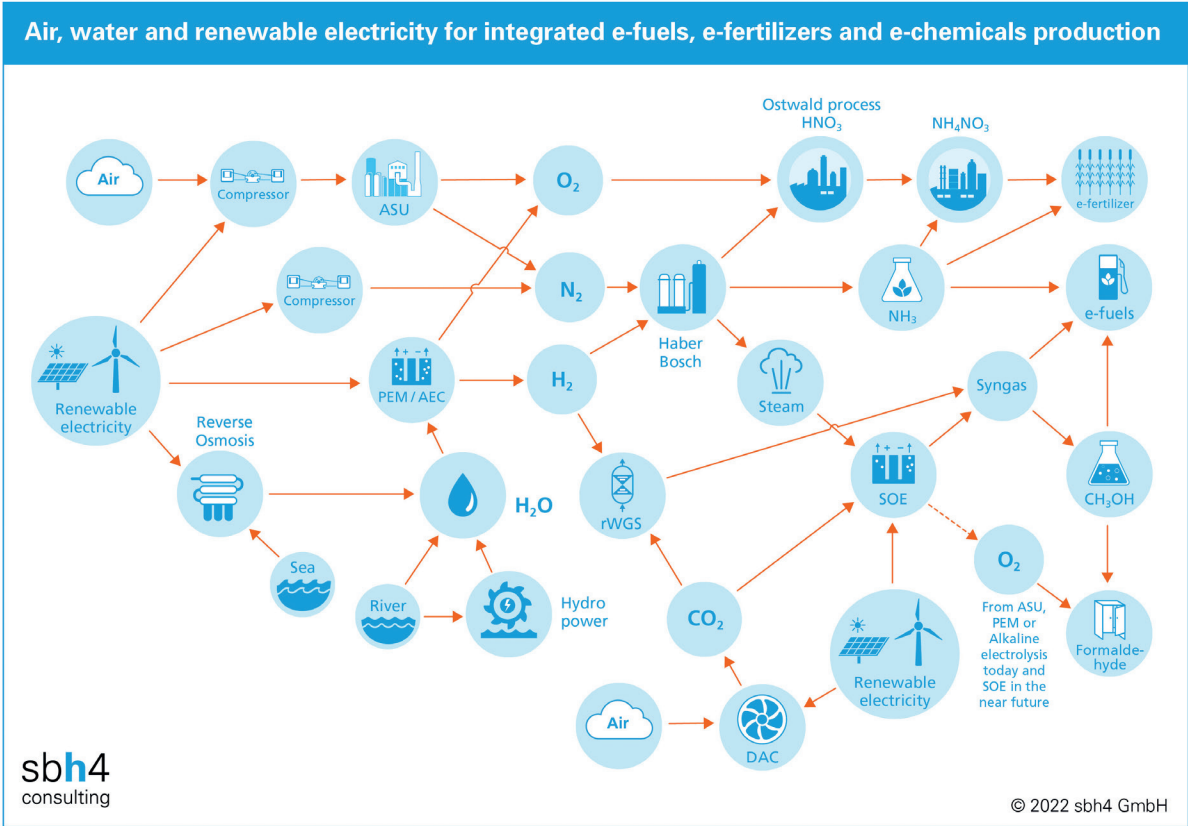 Air, water and renewable electricity for integrated e-fuels, e-fertilizers and e-chemicals production
Ostwald process
HNO₃
NH₄NO₃
Air
Compressor
ASU
O₂
e-fertilizer
Compressor
N₂
Haber
Bosch
NH₃
e-fuels
Renewable
electricity
PEM / AEC
H₂
Steam
Syngas
Reverse
Osmosis
H₂O
rWGS
SOE
CH₃OH
Sea
River
Hydro
power
CO₂
O₂
From ASU,
PEM or
Alkaline
electrolysis
today and
SOE in the
near future
Formalde-
hyde
Renewable
electricity
Air
DAC
sbh4
consulting
© 2022 sbh4 GmbH